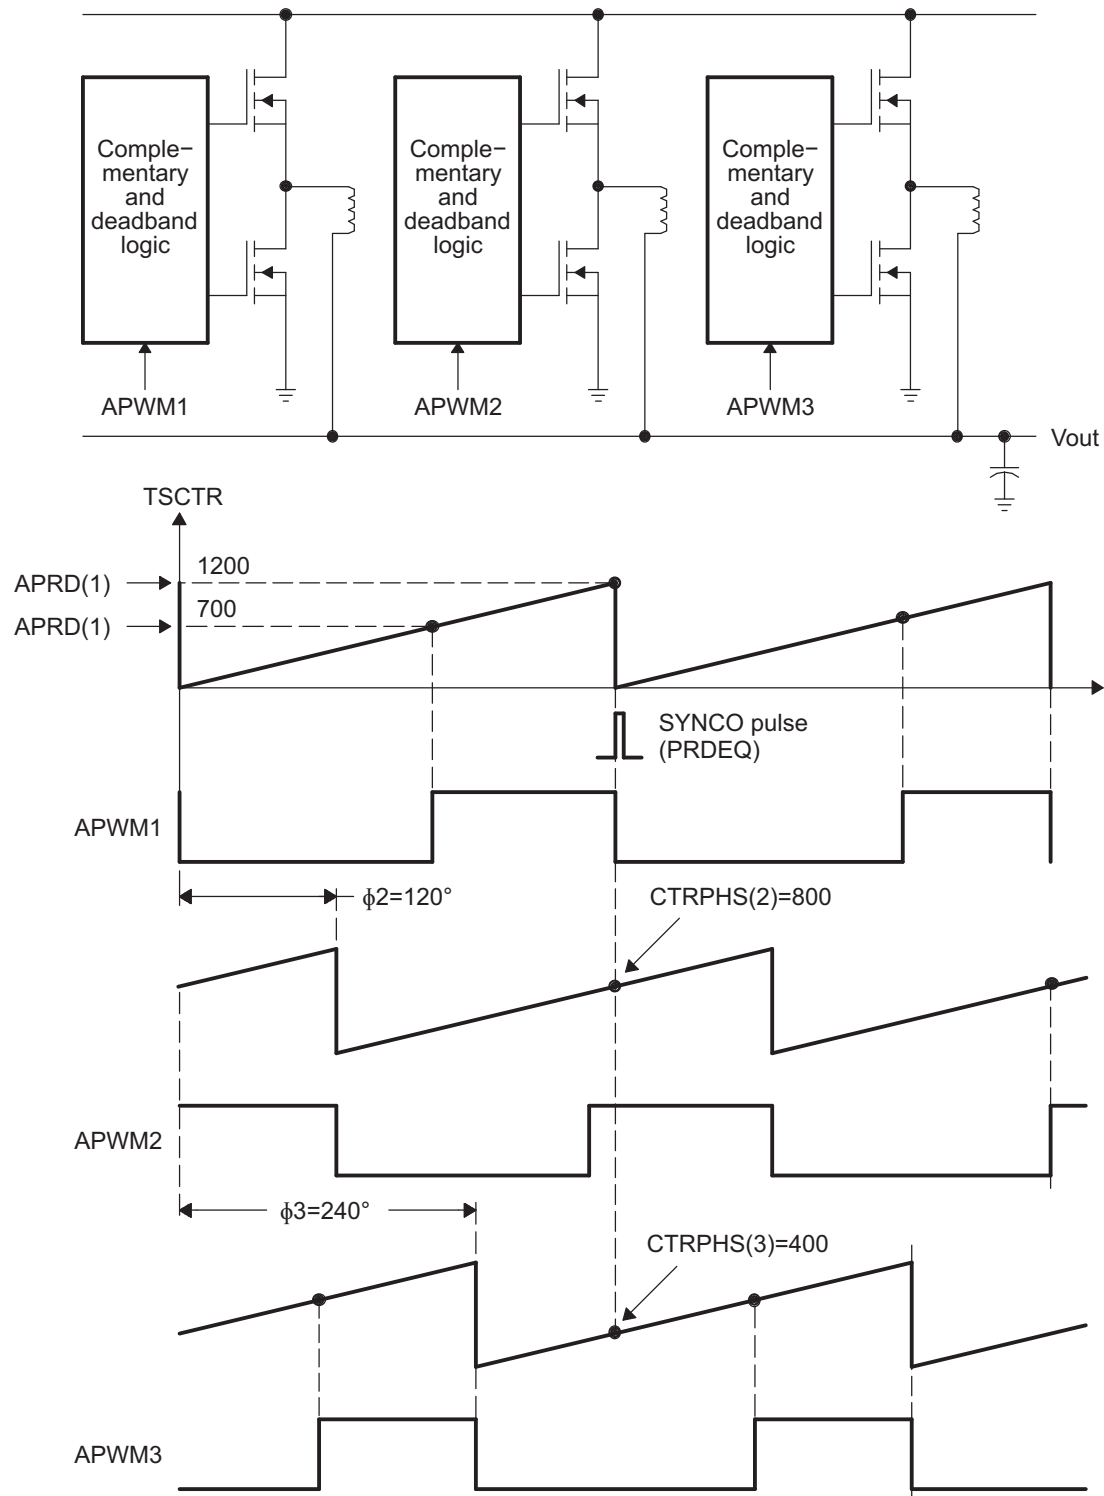 Comple−
mentary
and
deadband
logic
Comple−
mentary
and
deadband
logic
Comple−
mentary
and
deadband
logic
APWM1
APWM2
APWM3
Vout
TSCTR
APRD(1)
1200
APRD(1)
700
SYNCO pulse
(PRDEQ)
APWM1
ϕ2=120°
CTRPHS(2)=800
APWM2
ϕ3=240°
CTRPHS(3)=400
APWM3